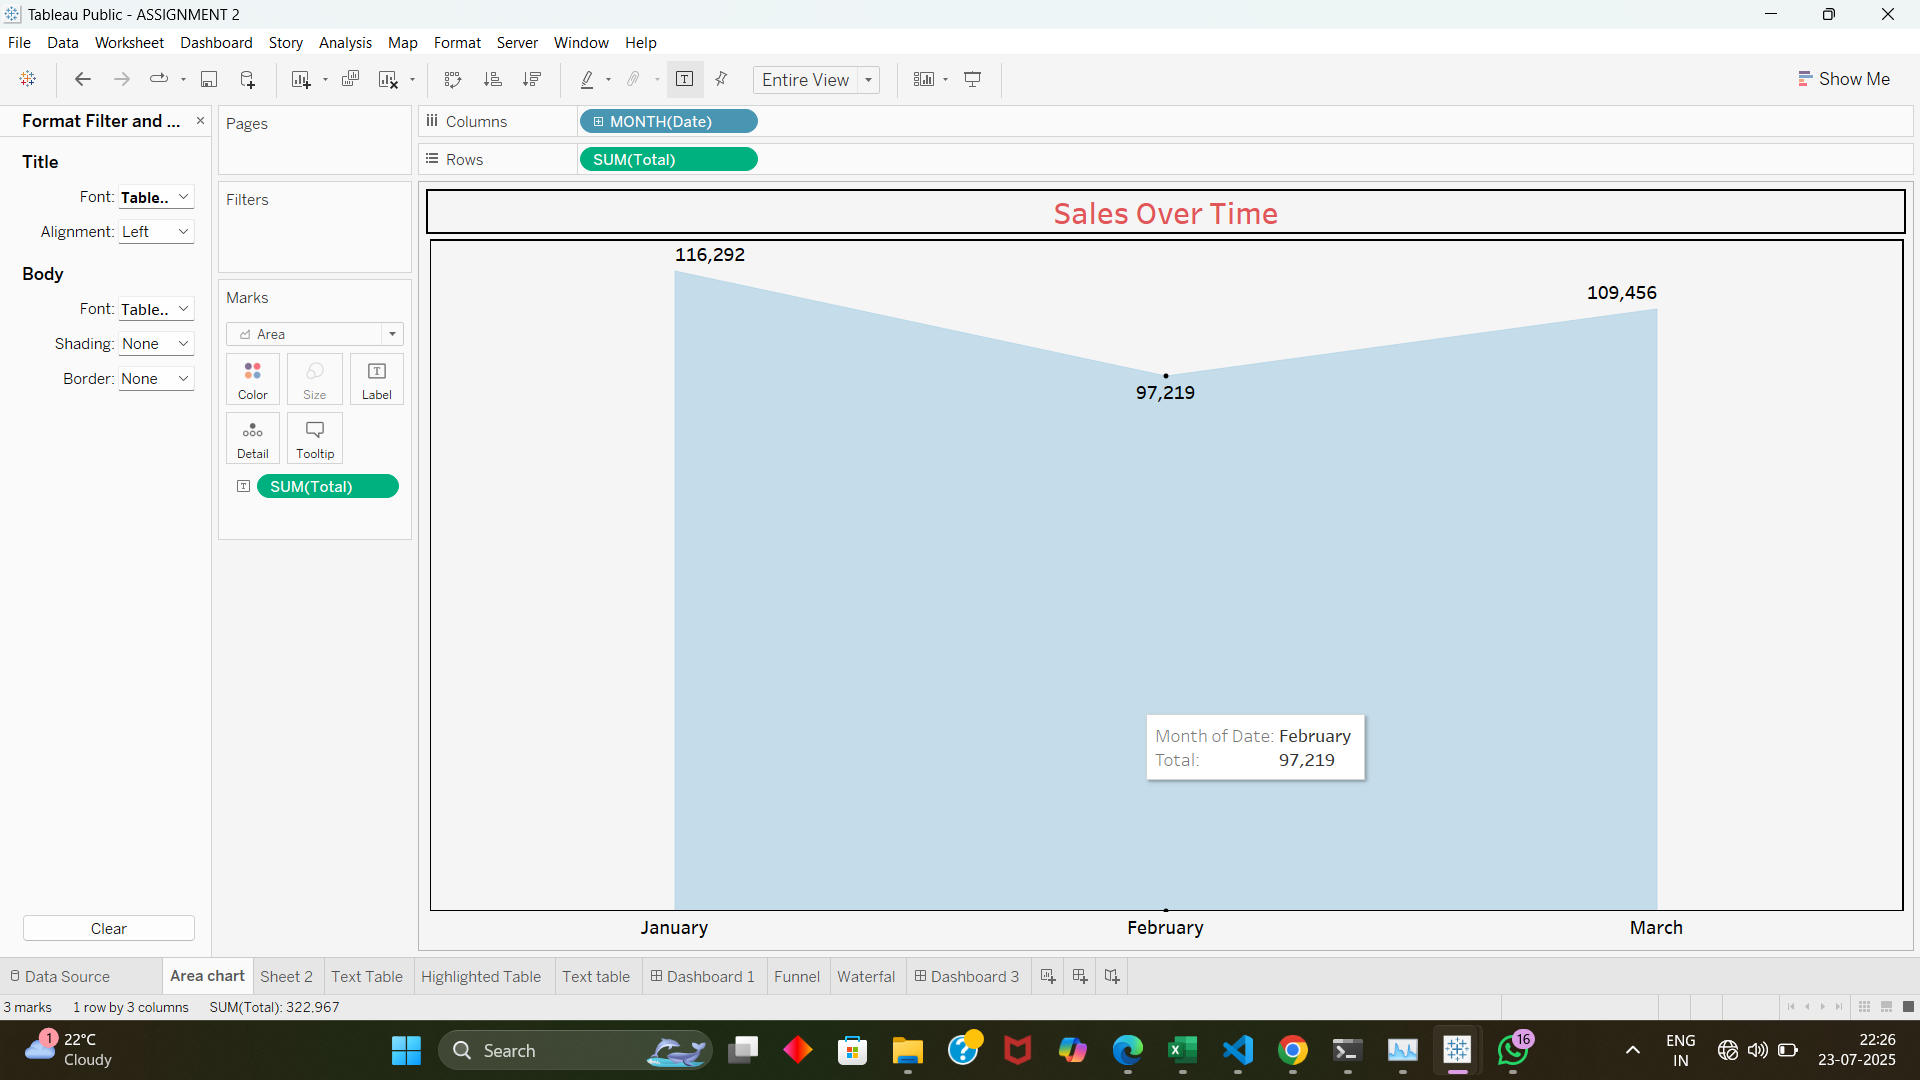 Tableau Public - ASSIGNMENT 2
File Data Worksheet Dashboard Story Analysis Map Format Server Window Help
Entire View
Show Me
Format Filter and ...
Title
Font: Table..
Alignment: Left
Body
Font: Table..
Shading: None
Border: None
Clear
Pages
Filters
Marks
Area
Color Size Label
Detail Tooltip
SUM(Total)
Columns MONTH(Date)
Rows SUM(Total)
Sales Over Time
116,292
109,456
97,219
Month of Date: February
Total: 97,219
January February March
Data Source Area chart Sheet 2 Text Table Highlighted Table Text table Dashboard 1 Funnel Waterfal Dashboard 3
3 marks 1 row by 3 columns SUM(Total): 322,967
1
22°C
Cloudy
Search
16
ENG
IN
22:26
23-07-2025